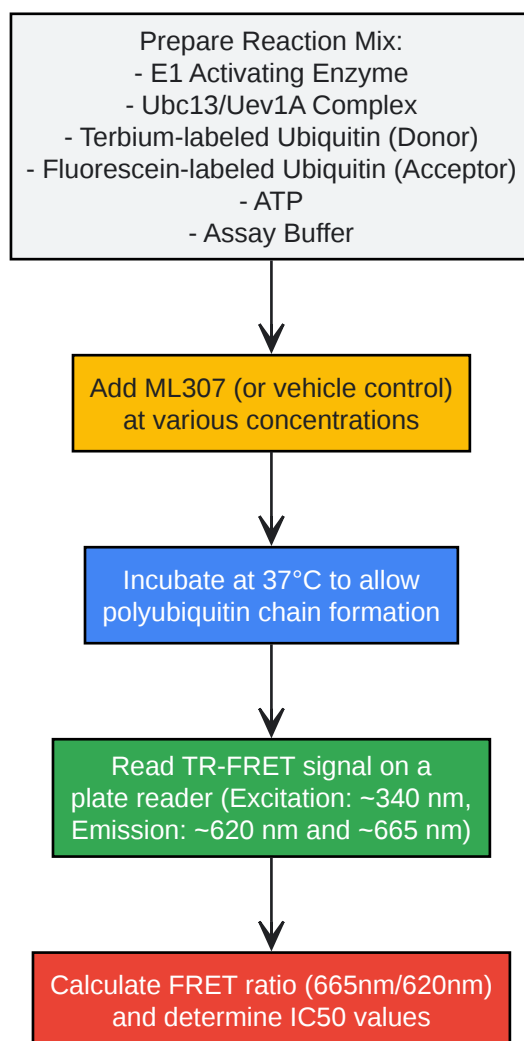 Prepare Reaction Mix:
- E1 Activating Enzyme
- Ubc13/Uev1A Complex
- Terbium-labeled Ubiquitin (Donor)
- Fluorescein-labeled Ubiquitin (Acceptor)
- ATP
- Assay Buffer
Add ML307 (or vehicle control)
at various concentrations
Incubate at 37°C to allow
polyubiquitin chain formation
Read TR-FRET signal on a
plate reader (Excitation: ~340 nm,
Emission: ~620 nm and ~665 nm)
Calculate FRET ratio (665nm/620nm)
and determine IC50 values